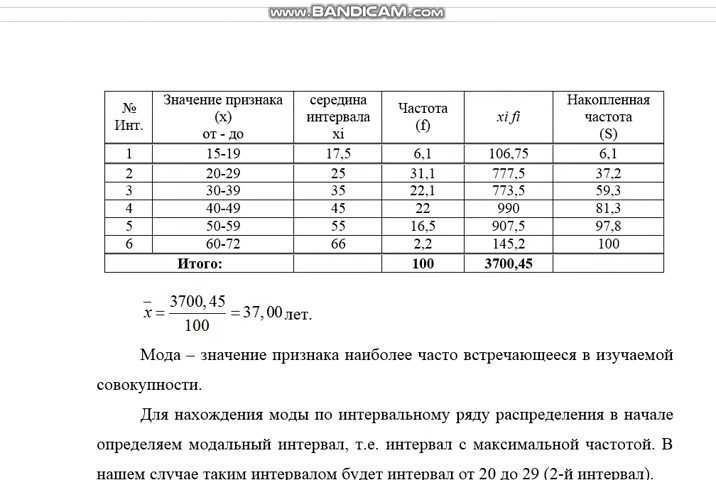 www.BANDICAM.com
№ Инт. Значение признака (x) от - до середина интервала xi Частота (f) xi fi Накопленная частота (S)
1 15-19 17,5 6,1 106,75 6,1
2 20-29 25 31,1 777,5 37,2
3 30-39 35 22,1 773,5 59,3
4 40-49 45 22 990 81,3
5 50-59 55 16,5 907,5 97,8
6 60-72 66 2,2 145,2 100
Итого: 100 3700,45
x̄ = 3700,45 / 100 = 37,00 лет.
Мода – значение признака наиболее часто встречающееся в изучаемой
совокупности.
Для нахождения моды по интервальному ряду распределения в начале
определяем модальный интервал, т.е. интервал с максимальной частотой. В
нашем случае таким интервалом будет интервал от 20 до 29 (2-й интервал).